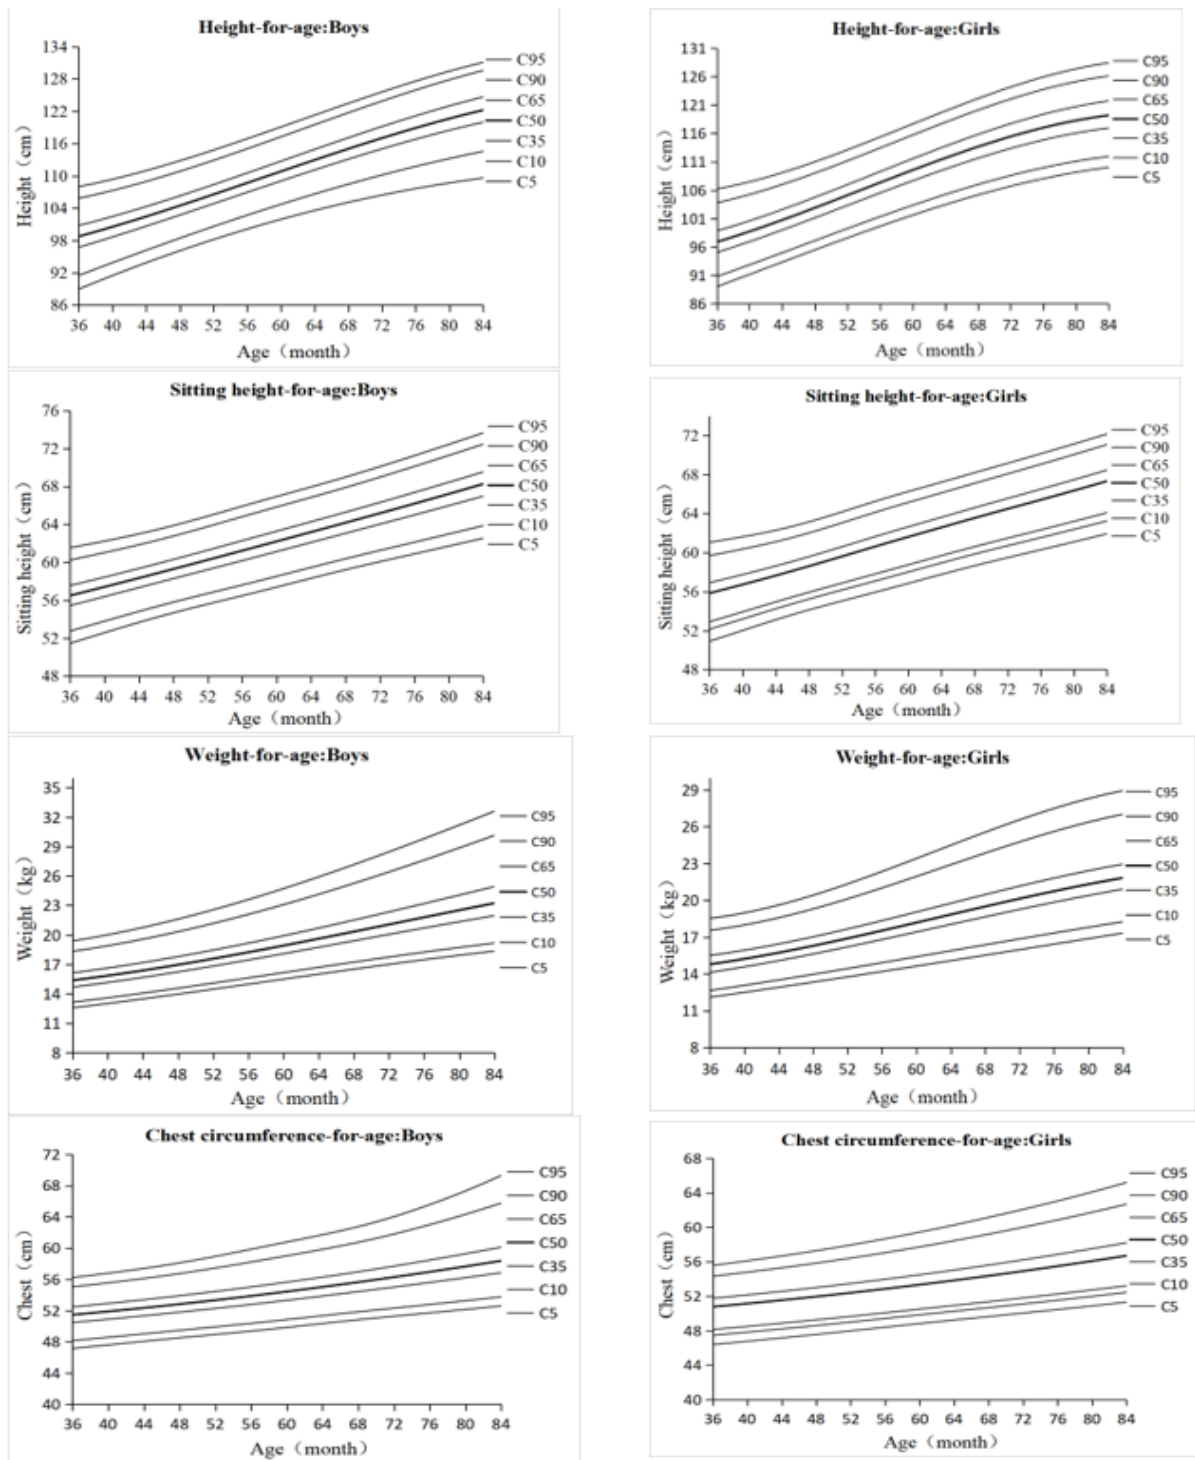 Height-for-age:Boys
134
128
122
116
110
104
98
92
86
Height（cm）
36 40 44 48 52 56 60 64 68 72 76 80 84
Age（month）
C95
C90
C65
C50
C35
C10
C5
Height-for-age:Girls
131
126
121
116
111
106
101
96
91
86
Height（cm）
36 40 44 48 52 56 60 64 68 72 76 80 84
Age（month）
C95
C90
C65
C50
C35
C10
C5
Sitting height-for-age:Boys
76
72
68
64
60
56
52
48
Sitting height（cm）
36 40 44 48 52 56 60 64 68 72 76 80 84
Age（month）
C95
C90
C65
C50
C35
C10
C5
Sitting height-for-age:Girls
72
68
64
60
56
52
48
Sitting height（cm）
36 40 44 48 52 56 60 64 68 72 76 80 84
Age（month）
C95
C90
C65
C50
C35
C10
C5
Weight-for-age:Boys
35
32
29
26
23
20
17
14
11
8
Weight（kg）
36 40 44 48 52 56 60 64 68 72 76 80 84
Age（month）
C95
C90
C65
C50
C35
C10
C5
Weight-for-age:Girls
29
26
23
20
17
14
11
8
Weight（kg）
36 40 44 48 52 56 60 64 68 72 76 80 84
Age（month）
C95
C90
C65
C50
C35
C10
C5
Chest circumference-for-age:Boys
72
68
64
60
56
52
48
44
40
Chest（cm）
36 40 44 48 52 56 60 64 68 72 76 80 84
Age（month）
C95
C90
C65
C50
C35
C10
C5
Chest circumference-for-age:Girls
68
64
60
56
52
48
44
40
Chest（cm）
36 40 44 48 52 56 60 64 68 72 76 80 84
Age（month）
C95
C90
C65
C50
C35
C10
C5